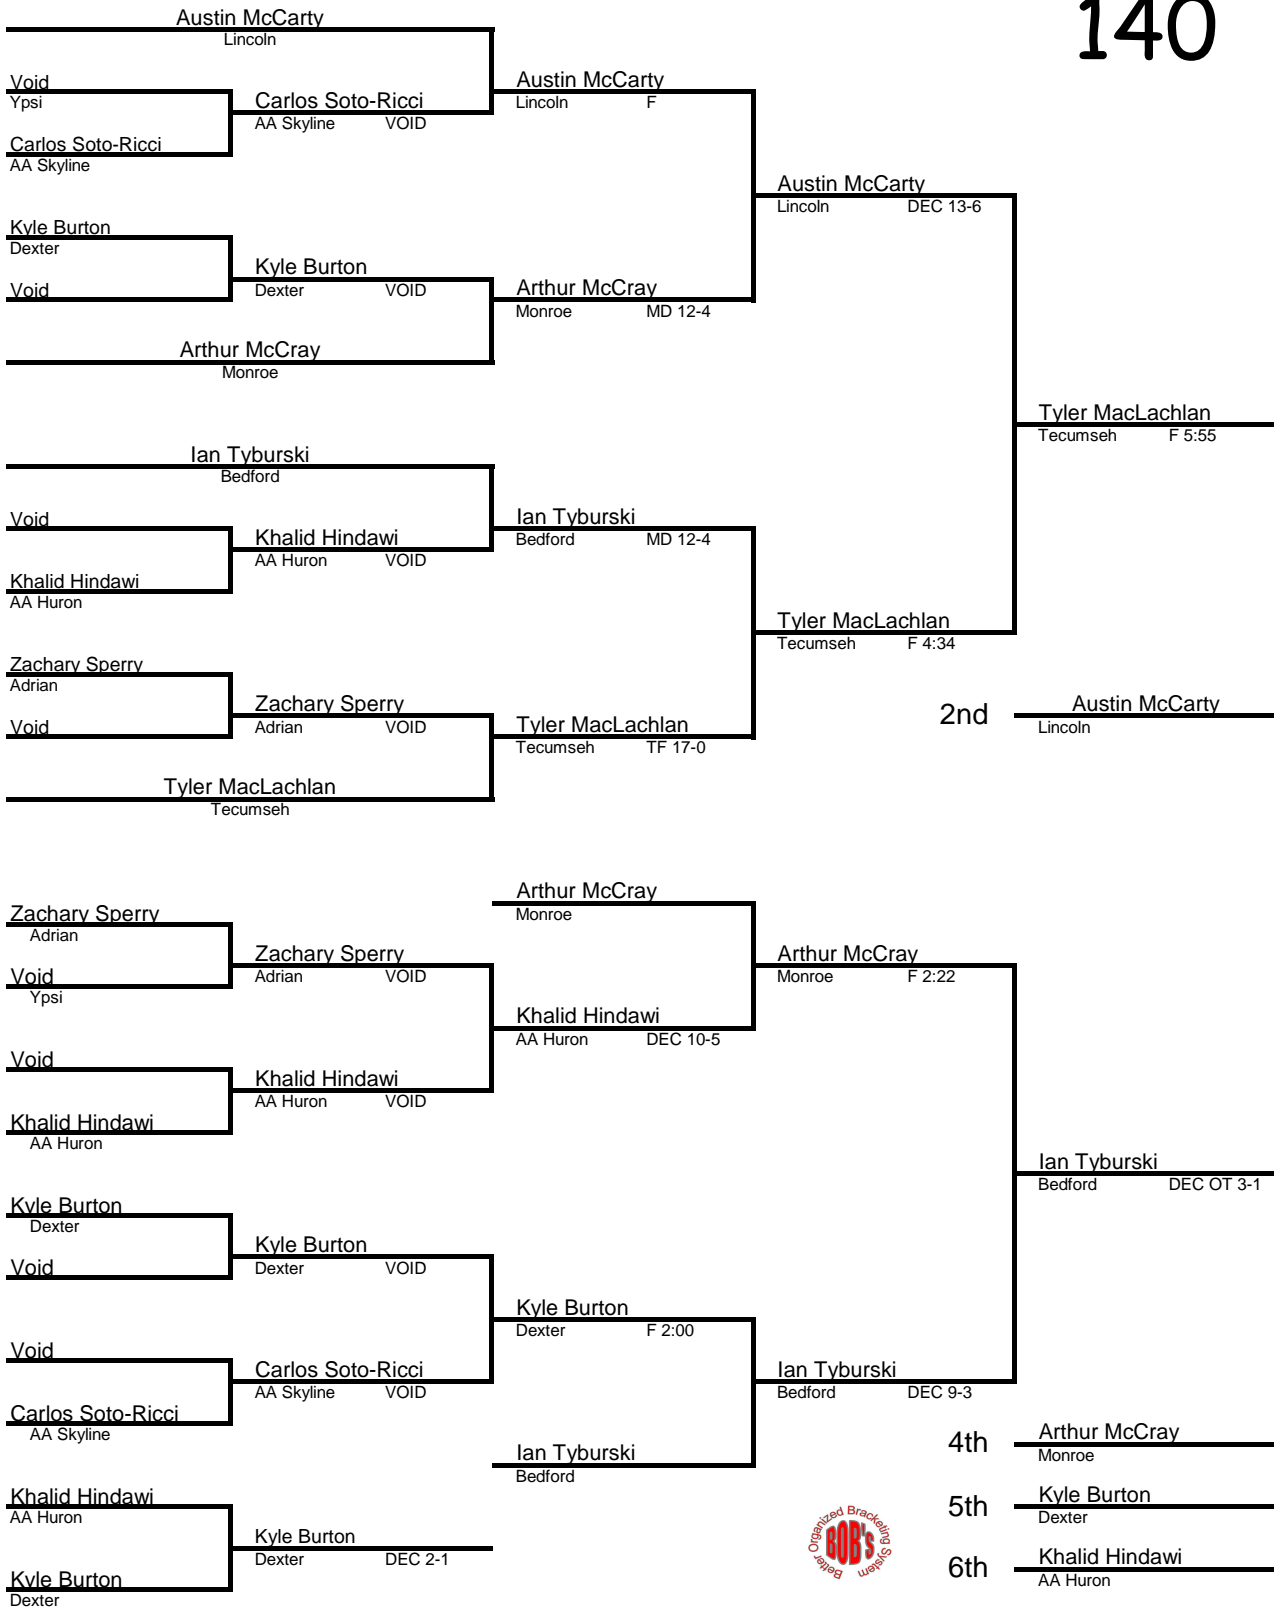 140
Austin McCarty
Lincoln
Void
Ypsi
Carlos Soto-Ricci
AA Skyline
Carlos Soto-Ricci
AA Skyline VOID
Austin McCarty
Lincoln F
Kyle Burton
Dexter
Void
Kyle Burton
Dexter VOID
Arthur McCray
Monroe
Arthur McCray
Monroe MD 12-4
Austin McCarty
Lincoln DEC 13-6
Ian Tyburski
Bedford
Void
Khalid Hindawi
AA Huron
Khalid Hindawi
AA Huron VOID
Ian Tyburski
Bedford MD 12-4
Zachary Sperry
Adrian
Void
Zachary Sperry
Adrian VOID
Tyler MacLachlan
Tecumseh
Tyler MacLachlan
Tecumseh TF 17-0
Tyler MacLachlan
Tecumseh F 4:34
Tyler MacLachlan
Tecumseh F 5:55
2nd Austin McCarty
Lincoln
Zachary Sperry
Adrian
Void
Ypsi
Zachary Sperry
Adrian VOID
Void
Khalid Hindawi
AA Huron
Khalid Hindawi
AA Huron VOID
Arthur McCray
Monroe
Khalid Hindawi
AA Huron DEC 10-5
Arthur McCray
Monroe F 2:22
Kyle Burton
Dexter
Void
Kyle Burton
Dexter VOID
Void
Carlos Soto-Ricci
AA Skyline
Carlos Soto-Ricci
AA Skyline VOID
Kyle Burton
Dexter F 2:00
Ian Tyburski
Bedford
Ian Tyburski
Bedford DEC 9-3
Ian Tyburski
Bedford DEC OT 3-1
Khalid Hindawi
AA Huron
Kyle Burton
Dexter
Kyle Burton
Dexter DEC 2-1
Better Organized Bracketing System
BOB'S
4th Arthur McCray
Monroe
5th Kyle Burton
Dexter
6th Khalid Hindawi
AA Huron